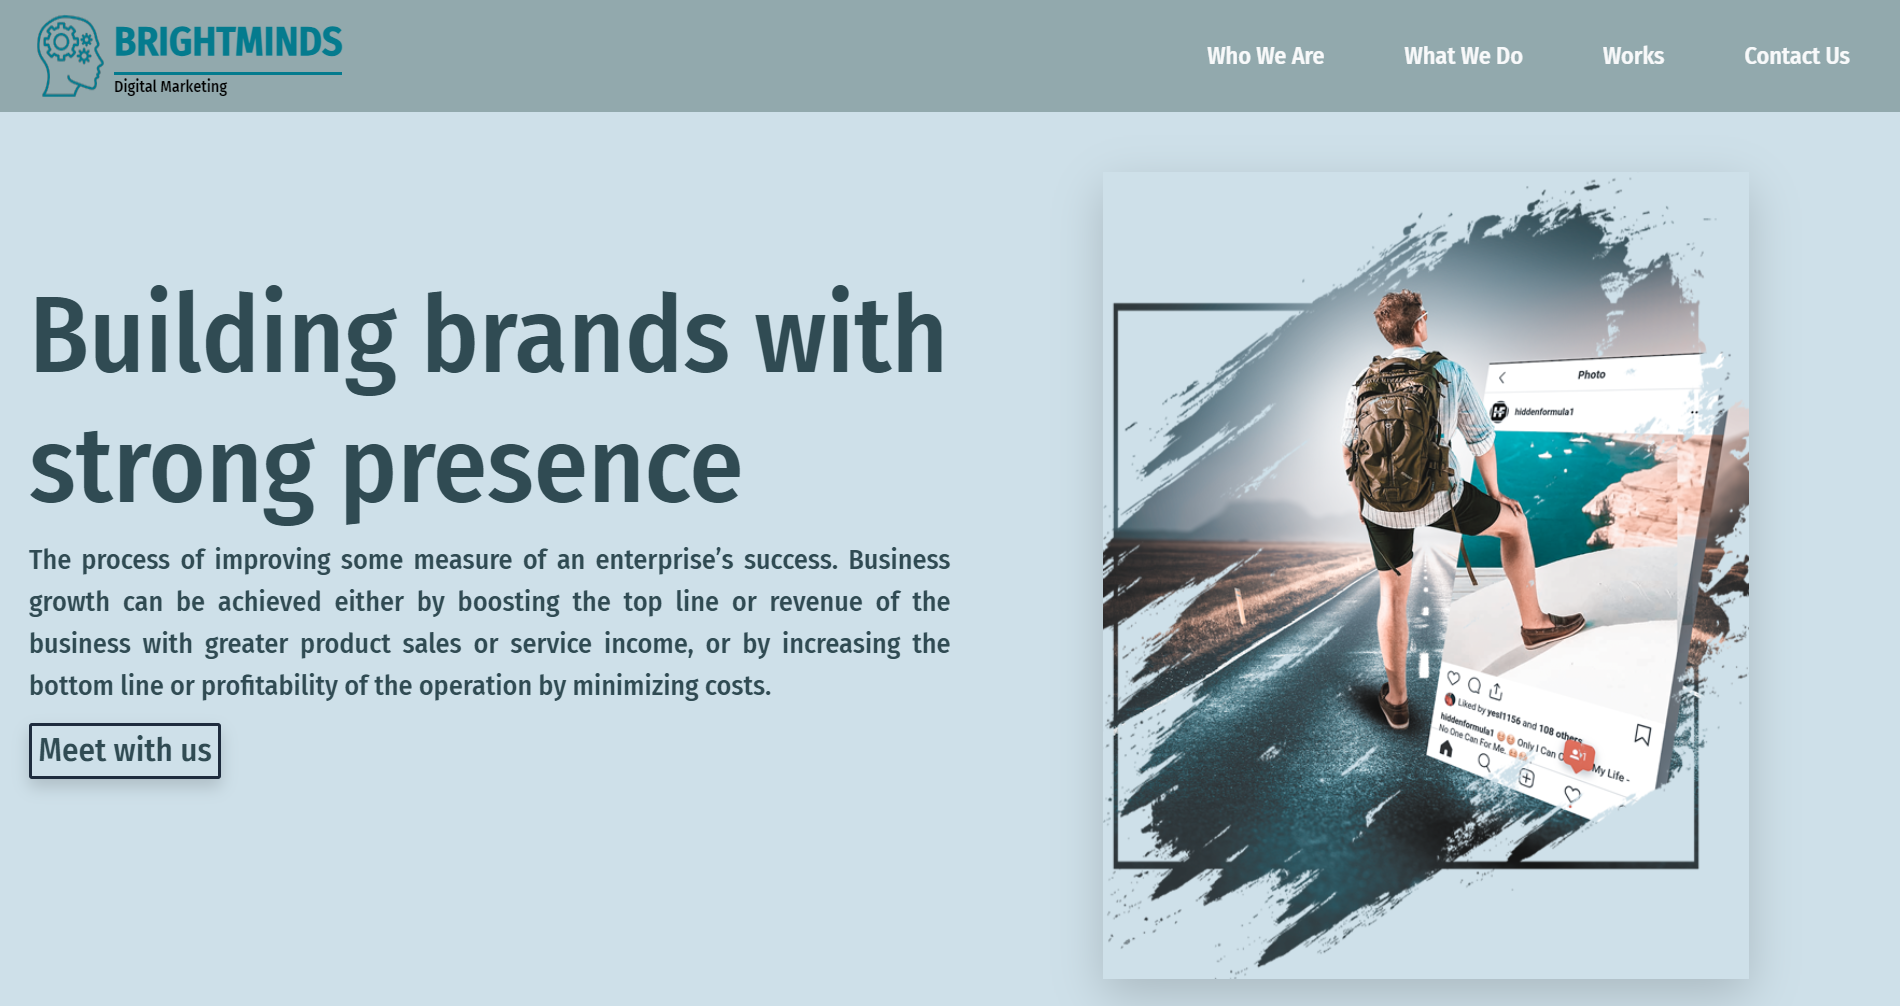 BRIGHTMINDS
Digital Marketing
Who We Are
What We Do
Works
Contact Us
Building brands with
strong presence
The process of improving some measure of an enterprise’s success. Business
growth can be achieved either by boosting the top line or revenue of the
business with greater product sales or service income, or by increasing the
bottom line or profitability of the operation by minimizing costs.
Meet with us
Photo
HF
hiddenformula1
Liked by yesl1156 and 108 others
hiddenformula1 Only I Can My Life -
No One Can For Me.
1